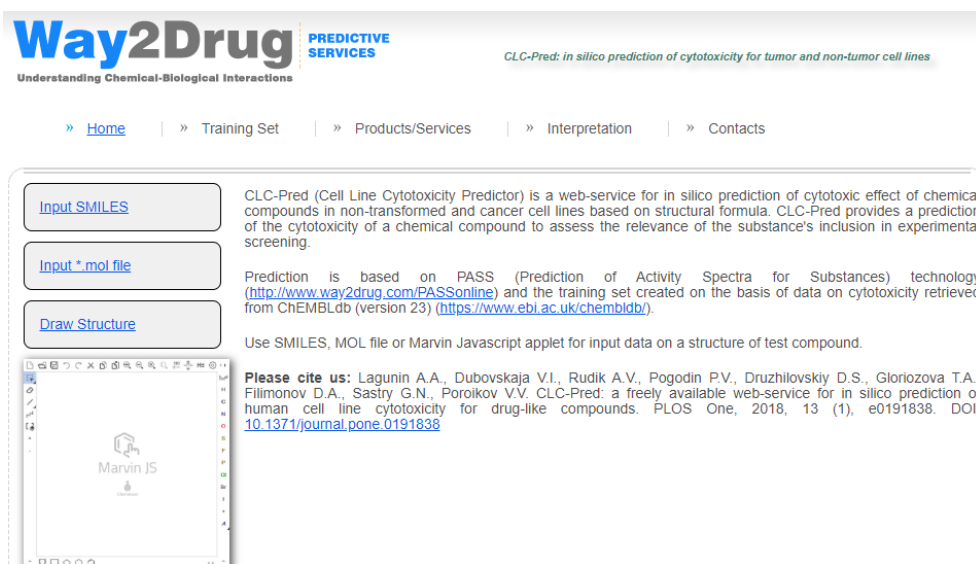 Way2Drug
PREDICTIVE
SERVICES
Understanding Chemical-Biological Interactions
CLC-Pred: in silico prediction of cytotoxicity for tumor and non-tumor cell lines
» Home » Training Set » Products/Services » Interpretation » Contacts
Input SMILES
Input *.mol file
Draw Structure
CLC-Pred (Cell Line Cytotoxicity Predictor) is a web-service for in silico prediction of cytotoxic effect of chemica
compounds in non-transformed and cancer cell lines based on structural formula. CLC-Pred provides a prediction
of the cytotoxicity of a chemical compound to assess the relevance of the substance's inclusion in experimenta
screening.
Prediction is based on PASS (Prediction of Activity Spectra for Substances) technology
(http://www.way2drug.com/PASSonline) and the training set created on the basis of data on cytotoxicity retrieved
from ChEMBLdb (version 23) (https://www.ebi.ac.uk/chembldb/).
Use SMILES, MOL file or Marvin Javascript applet for input data on a structure of test compound.
Please cite us: Lagunin A.A., Dubovskaja V.I., Rudik A.V., Pogodin P.V., Druzhilovskiy D.S., Gloriozova T.A.
Filimonov D.A., Sastry G.N., Poroikov V.V. CLC-Pred: a freely available web-service for in silico prediction o
human cell line cytotoxicity for drug-like compounds. PLOS One, 2018, 13 (1), e0191838. DOI
10.1371/journal.pone.0191838
Marvin JS